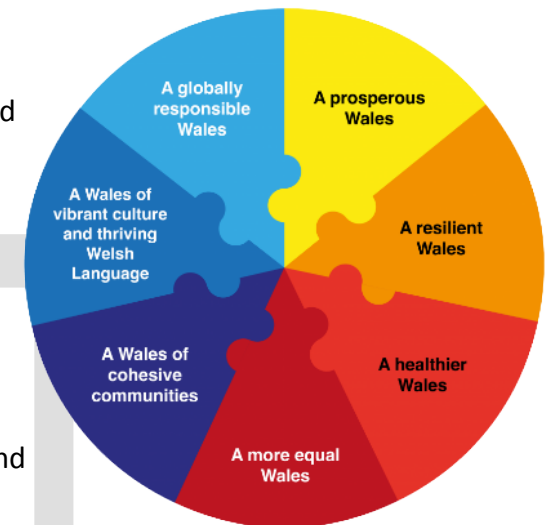 A globally
responsible
Wales
A prosperous
Wales
A resilient
Wales
A healthier
Wales
A more equal
Wales
A Wales of
cohesive
communities
A Wales of
vibrant culture
and thriving
Welsh
Language